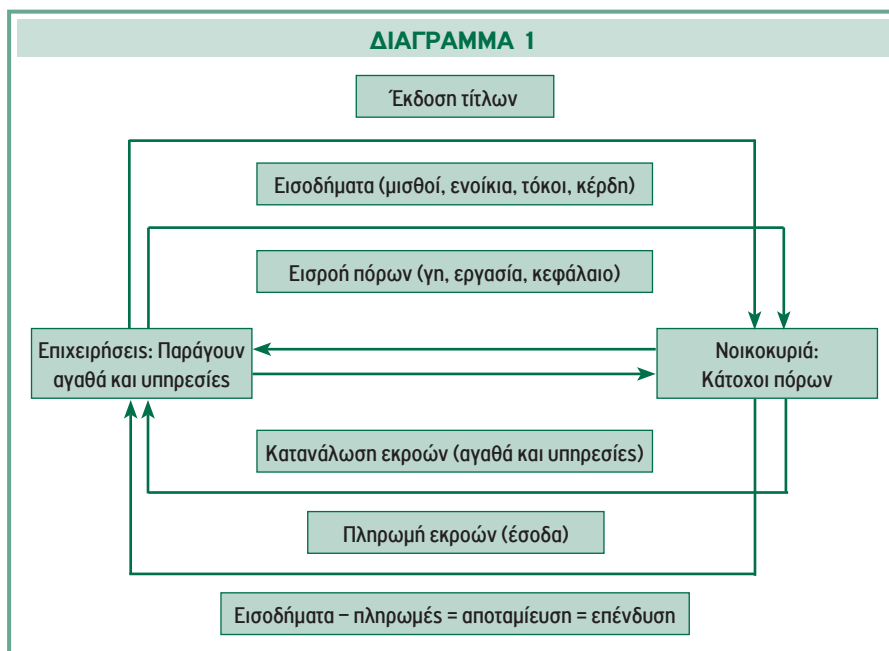 ΔΙΑΓΡΑΜΜΑ 1
Έκδοση τίτλων
Εισοδήματα (μισθοί, ενοίκια, τόκοι, κέρδη)
Εισροή πόρων (γη, εργασία, κεφάλαιο)
Επιχειρήσεις: Παράγουν
αγαθά και υπηρεσίες
Νοικοκυριά:
Κάτοχοι πόρων
Κατανάλωση εκροών (αγαθά και υπηρεσίες)
Πληρωμή εκροών (έσοδα)
Εισοδήματα – πληρωμές = αποταμίευση = επένδυση